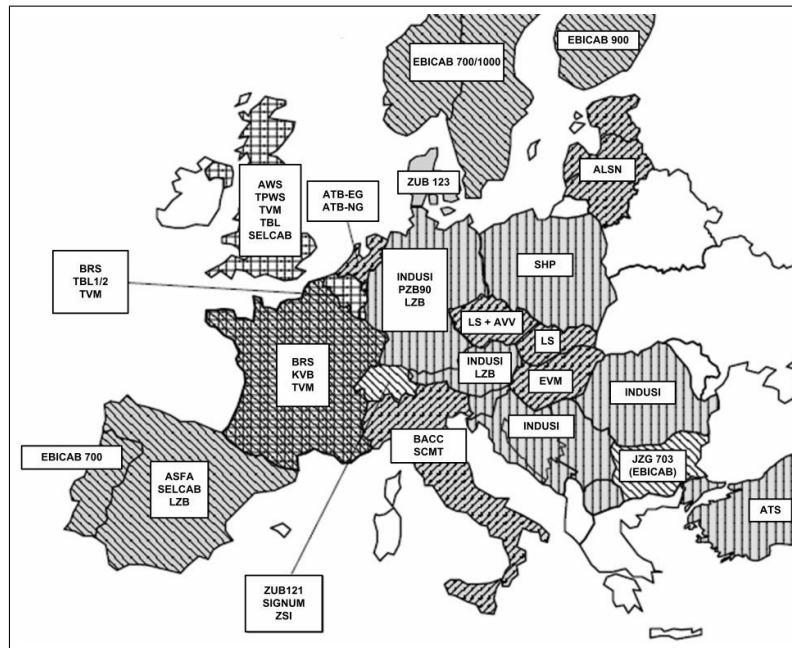 EBICAB 900
EBICAB 700/1000
ALSN
AWS
TPWS
TVM
TBL
SELCAB
ATB-EG
ATB-NG
ZUB 123
BRS
TBL1/2
TVM
INDUSI
PZB90
LZB
SHP
LS + AVV
LS
INDUSI
LZB
EVM
BRS
KVB
TVM
INDUSI
INDUSI
BACC
SCMT
JZG 703
(EBICAB)
EBICAB 700
ASFA
SELCAB
LZB
ATS
ZUB121
SIGNUM
ZSI